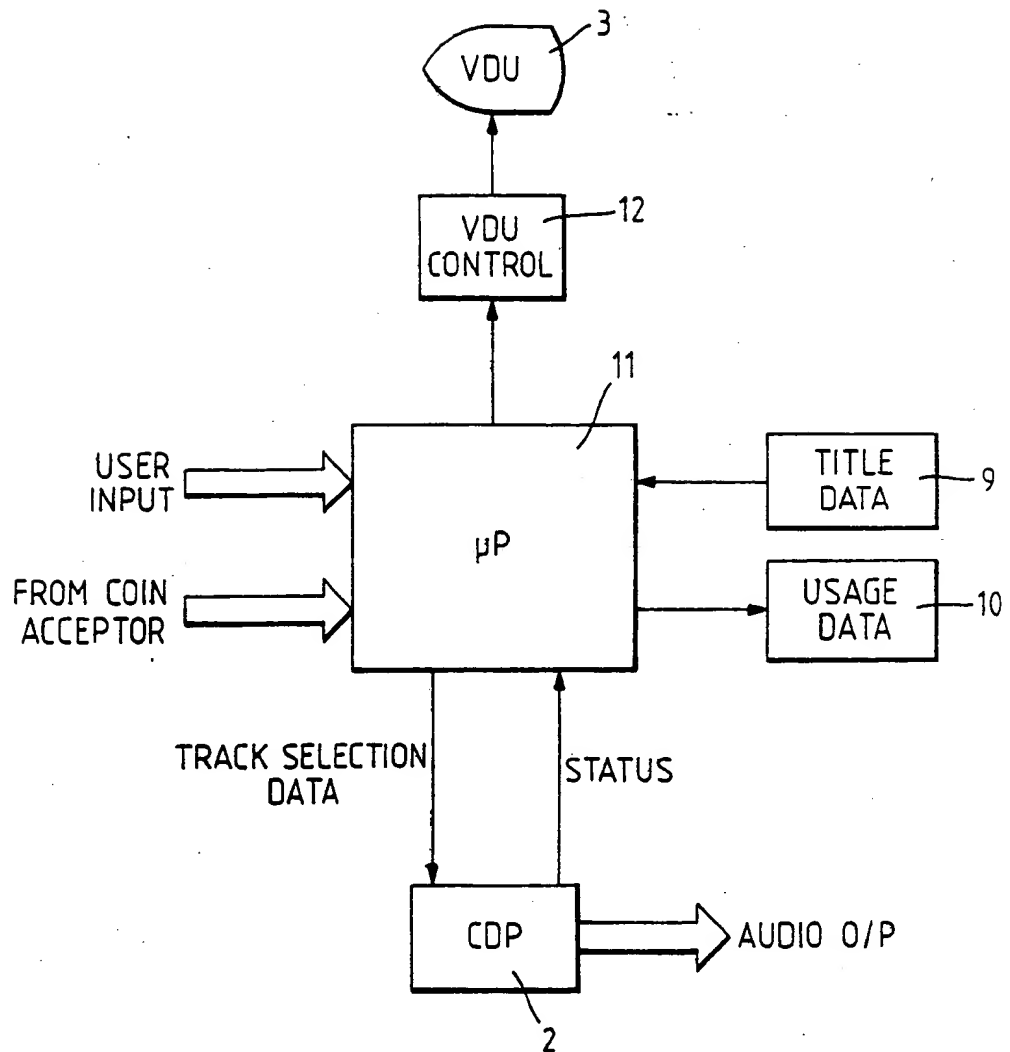 3
VDU
12
VDU
CONTROL
11
USER
INPUT
TITLE
DATA
9
µP
FROM COIN
ACCEPTOR
USAGE
DATA
10
TRACK SELECTION
DATA
STATUS
CDP
AUDIO O/P
2